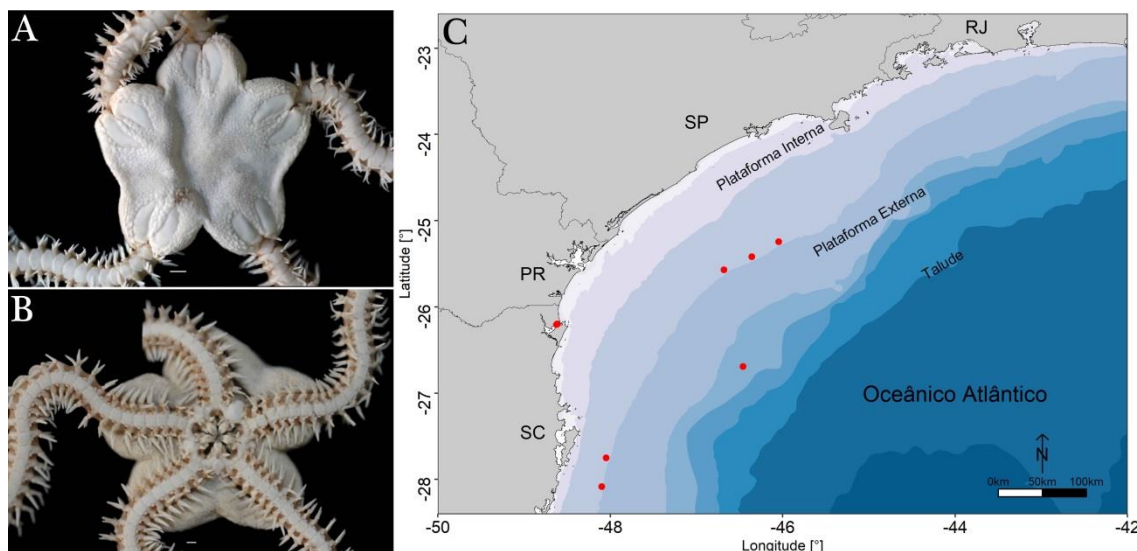 A
B
C
RJ
SP
PR
SC
Plataforma Interna
Plataforma Externa
Talude
Oceânico Atlântico
N
0km 50km 100km
Latitude [°]
-23
-24
-25
-26
-27
-28
-50
-48
-46
-44
-42
Longitude [°]